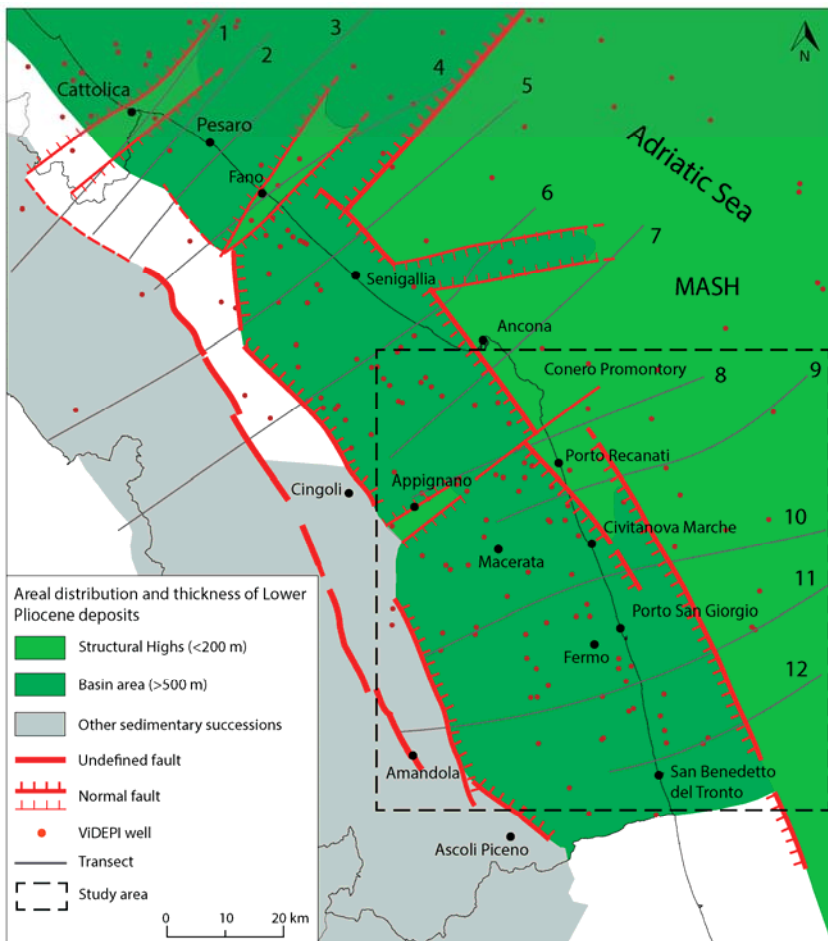 1
2
3
4
5
6
7
8
9
10
11
12
N
Cattolica
Pesaro
Fano
Adriatic Sea
Senigallia
MASH
Ancona
Conero Promontory
Porto Recanati
Cingoli
Appignano
Civitanova Marche
Macerata
Porto San Giorgio
Fermo
Amandola
San Benedetto
del Tronto
Ascoli Piceno
Areal distribution and thickness of Lower
Pliocene deposits
Structural Highs (<200 m)
Basin area (>500 m)
Other sedimentary successions
Undefined fault
Normal fault
ViDEPI well
Transect
Study area
0 10 20 km